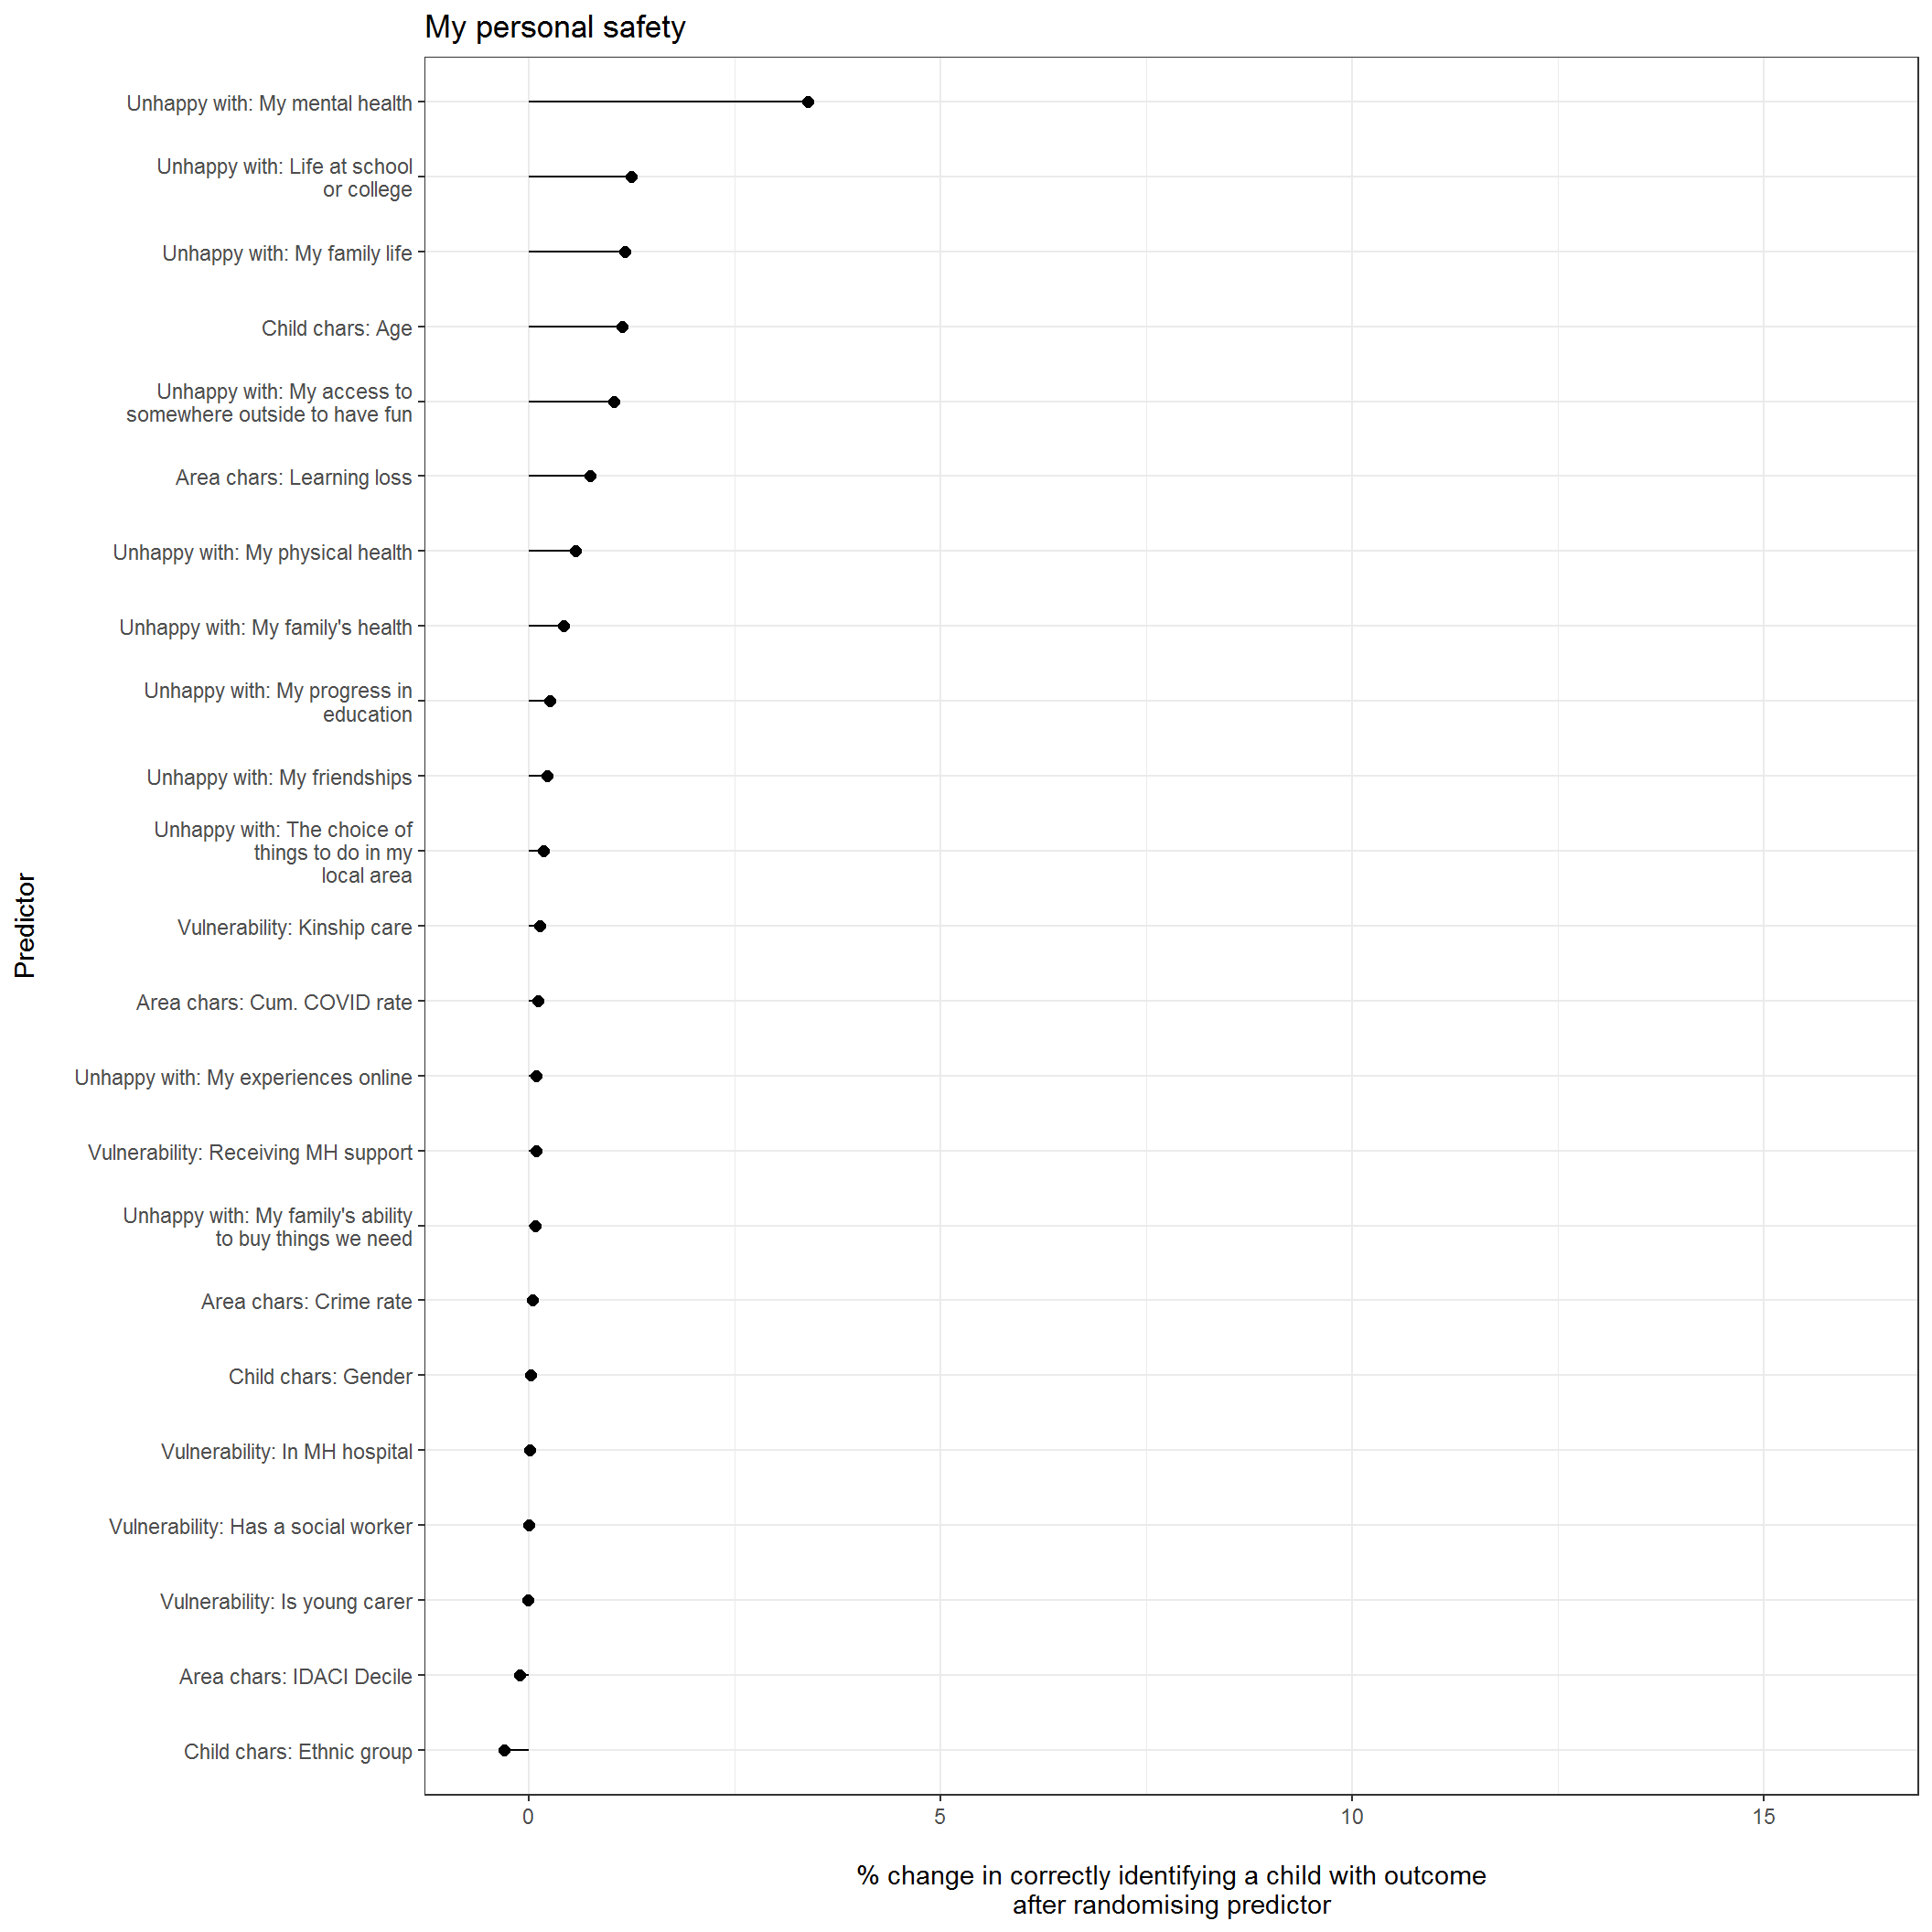 My personal safety
Unhappy with: My mental health
Unhappy with: Life at school
or college
Unhappy with: My family life
Child chars: Age
Unhappy with: My access to
somewhere outside to have fun
Area chars: Learning loss
Unhappy with: My physical health
Unhappy with: My family's health
Unhappy with: My progress in
education
Unhappy with: My friendships
Unhappy with: The choice of
things to do in my
local area
Vulnerability: Kinship care
Area chars: Cum. COVID rate
Unhappy with: My experiences online
Vulnerability: Receiving MH support
Unhappy with: My family's ability
to buy things we need
Area chars: Crime rate
Child chars: Gender
Vulnerability: In MH hospital
Vulnerability: Has a social worker
Vulnerability: Is young carer
Area chars: IDACI Decile
Child chars: Ethnic group
Predictor
0 5 10 15
% change in correctly identifying a child with outcome
after randomising predictor